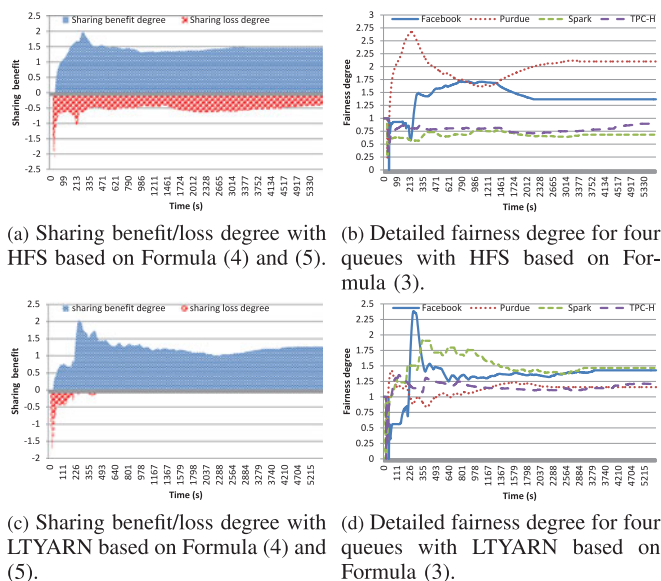 Sharing benefit degree Sharing loss degree
2.5
2
1.5
1
0.5
0
-0.5
-1
-1.5
-2
-2.5
Sharing benefit
0 99 213 335 471 621 790 986 1211 1461 1724 2012 2328 2665 3014 3377 3752 4134 4517 4917 5330
Time (s)
(a) Sharing benefit/loss degree with
HFS based on Formula (4) and (5).
Facebook Purdue Spark TPC-H
3
2.75
2.5
2.25
2
1.75
1.5
1.25
1
0.75
0.5
0.25
0
Fairness degree
0 99 213 335 471 621 790 986 1211 1461 1724 2012 2328 2665 3014 3377 3752 4134 4517 4917 5330
Time (s)
(b) Detailed fairness degree for four
queues with HFS based on For-
mula (3).
sharing benefit degree sharing loss degree
2.5
2
1.5
1
0.5
0
-0.5
-1
-1.5
-2
Sharing benefit
0 111 226 355 493 640 801 978 1167 1367 1579 1798 2037 2288 2564 2884 3279 3740 4210 4704 5215
Time (s)
(c) Sharing benefit/loss degree with
LTYARN based on Formula (4) and
(5).
Facebook Purdue Spark TPC-H
2.5
2.25
2
1.75
1.5
1.25
1
0.75
0.5
0.25
0
Fairness degree
0 111 226 355 493 640 801 978 1167 1367 1579 1798 2037 2288 2564 2884 3279 3740 4210 4704 5215
Time (s)
(d) Detailed fairness degree for four
queues with LTYARN based on
Formula (3).